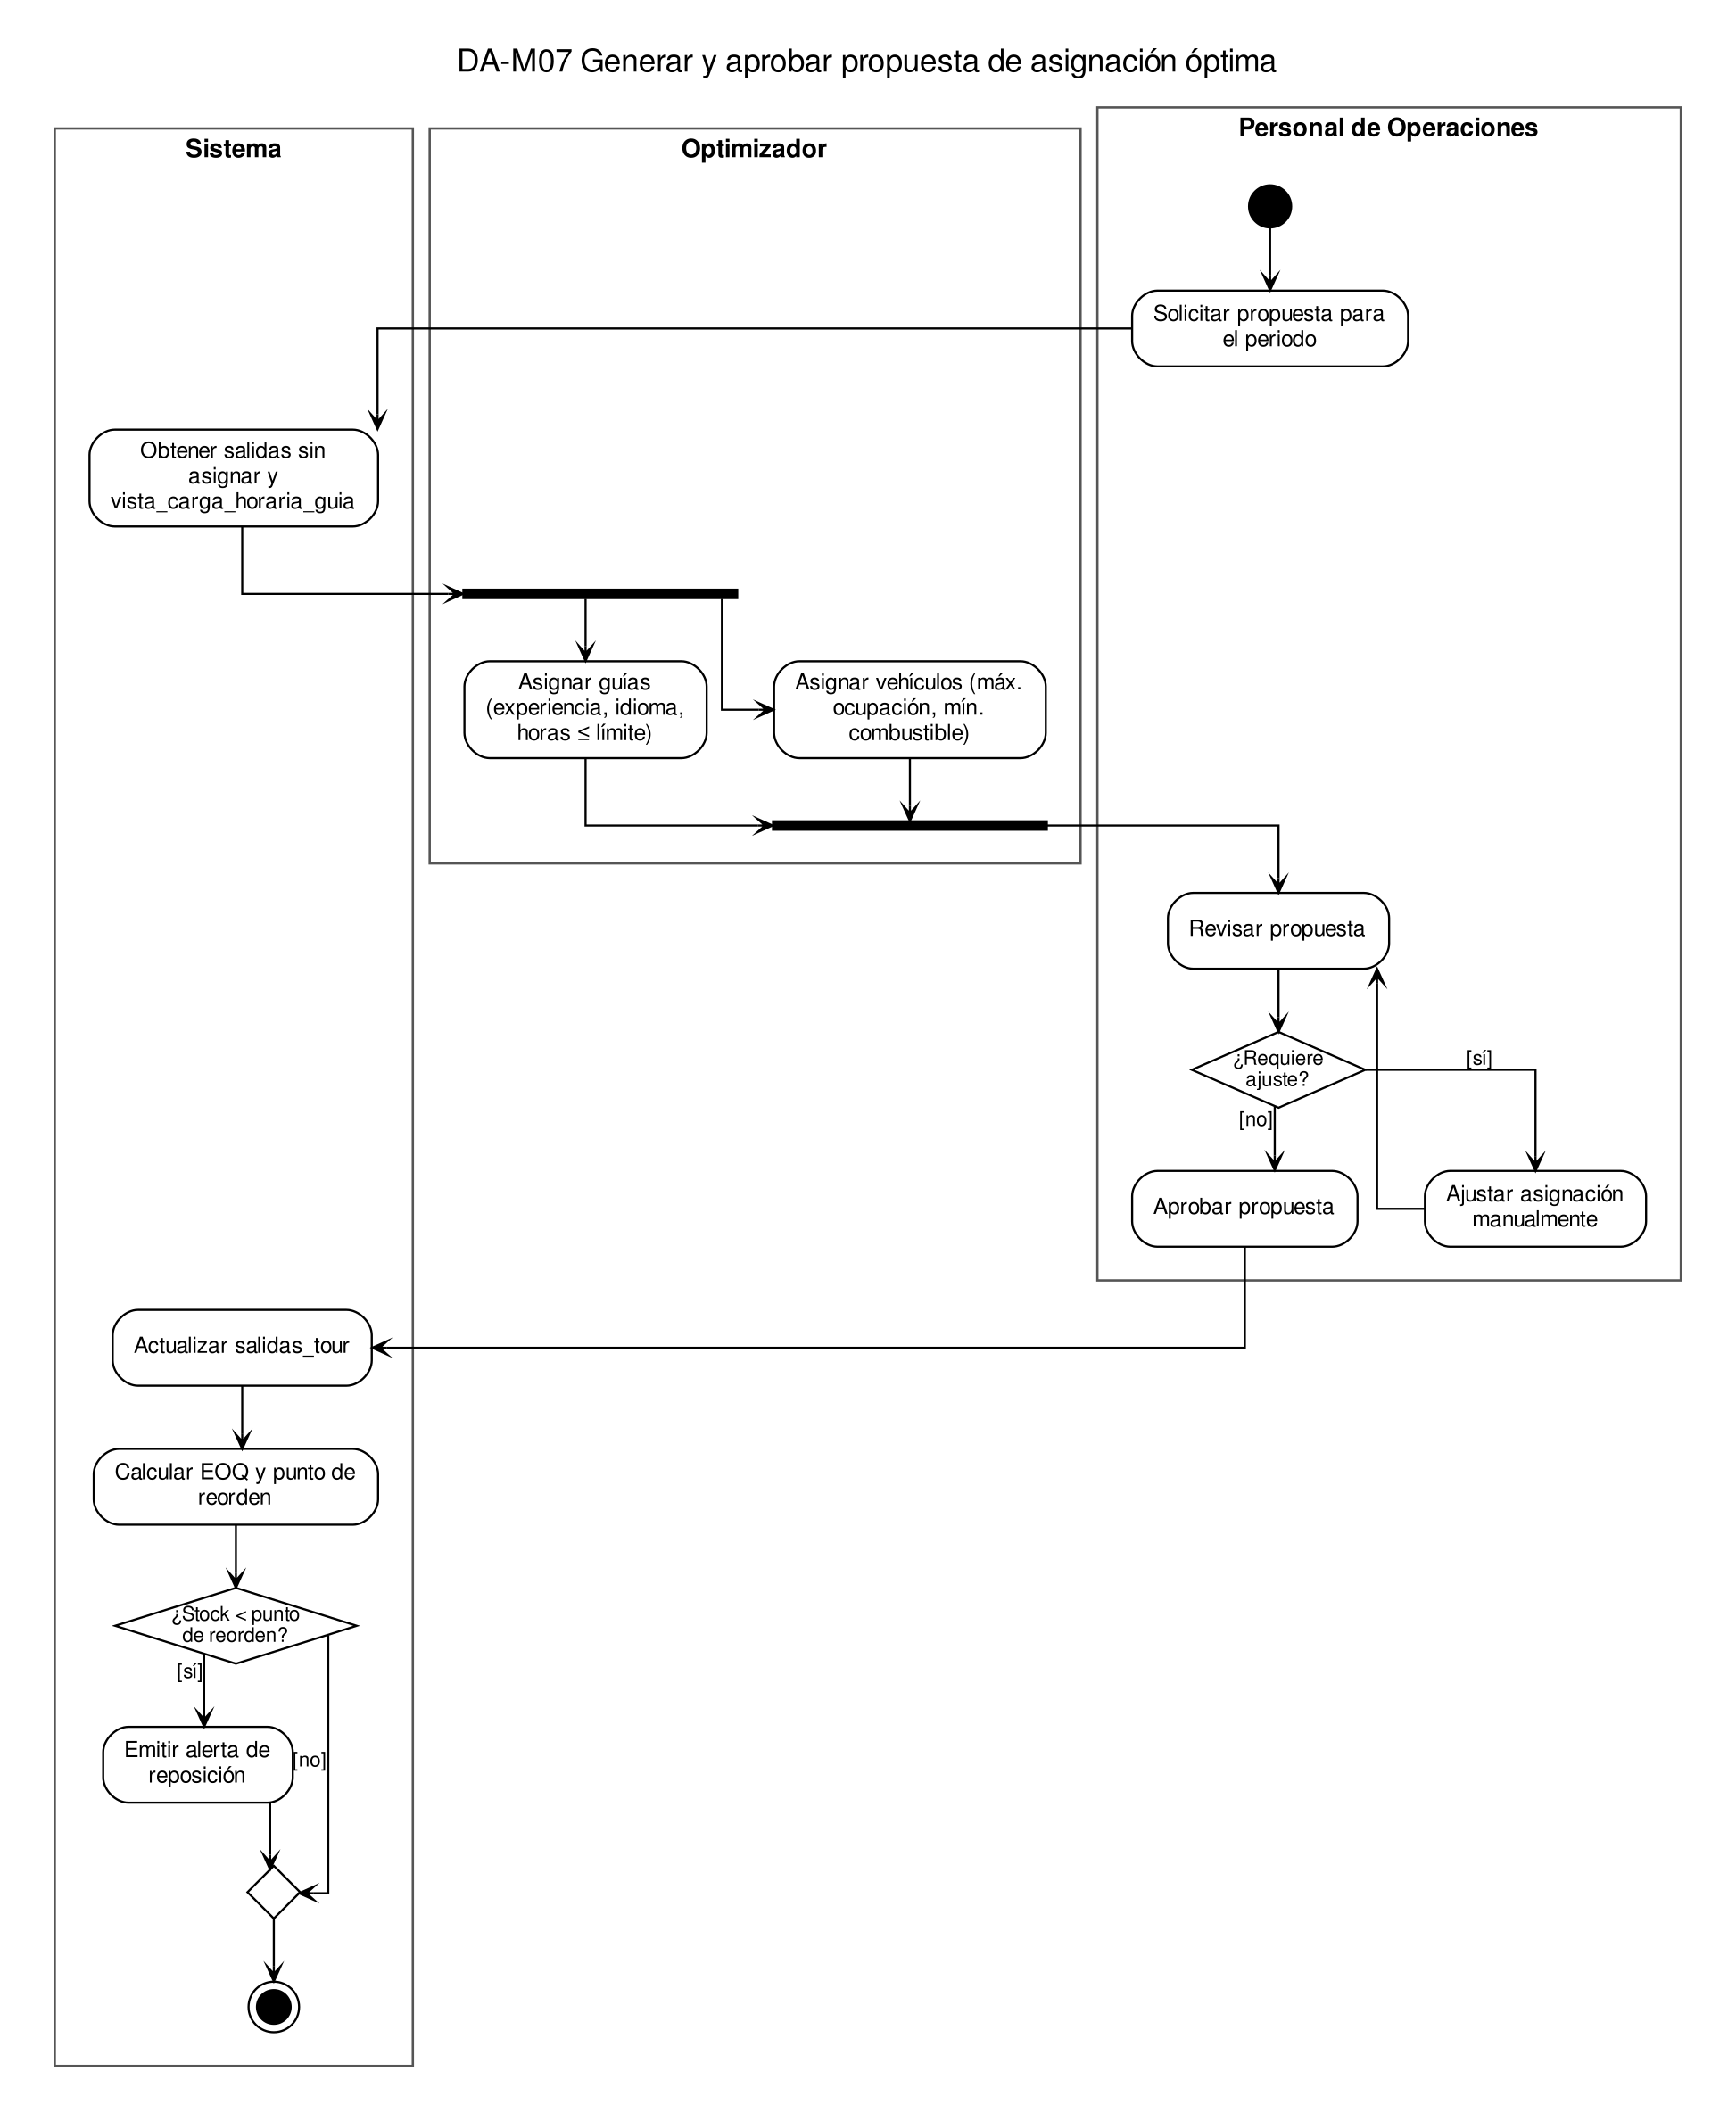 DA-M07 Generar y aprobar propuesta de asignación óptima
Sistema
Optimizador
Personal de Operaciones
Solicitar propuesta para
el periodo
Obtener salidas sin
asignar y
vista_carga_horaria_guia
Asignar guías
(experiencia, idioma,
horas ≤ límite)
Asignar vehículos (máx.
ocupación, mín.
combustible)
Revisar propuesta
¿Requiere
ajuste?
[sí]
[no]
Aprobar propuesta
Ajustar asignación
manualmente
Actualizar salidas_tour
Calcular EOQ y punto de
reorden
¿Stock < punto
de reorden?
[sí]
Emitir alerta de
reposición
[no]